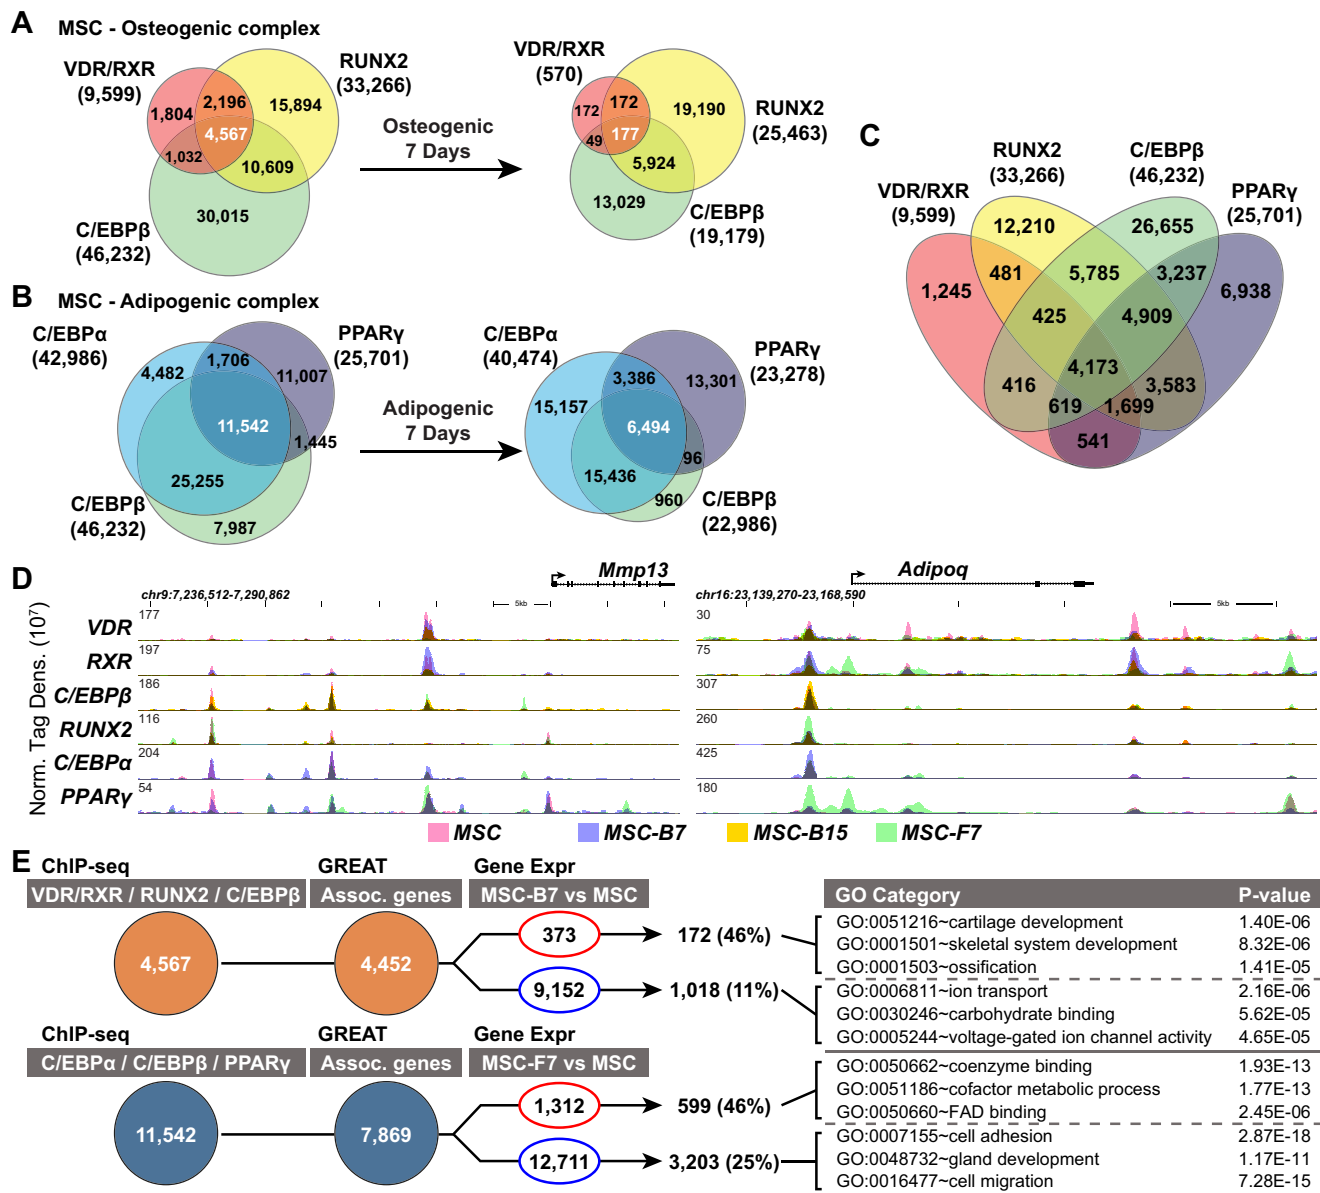 A MSC - Osteogenic complex
VDR/RXR
(9,599)
RUNX2
(33,266)
1,804
2,196
15,894
4,567
1,032
10,609
30,015
C/EBPβ
(46,232)
Osteogenic
7 Days
VDR/RXR
(570)
172
172
19,190
RUNX2
(25,463)
49
177
5,924
13,029
C/EBPβ
(19,179)
B MSC - Adipogenic complex
C/EBPα
(42,986)
PPARγ
(25,701)
4,482
1,706
11,007
11,542
1,445
25,255
C/EBPβ
(46,232)
7,987
Adipogenic
7 Days
C/EBPα
(40,474)
PPARγ
(23,278)
3,386
13,301
15,157
6,494
96
15,436
960
C/EBPβ
(22,986)
C
RUNX2
(33,266)
C/EBPβ
(46,232)
VDR/RXR
(9,599)
PPARγ
(25,701)
12,210
26,655
481
5,785
3,237
1,245
6,938
425
4,909
4,173
416
3,583
619
1,699
541
D
Mmp13
Adipoq
chr9:7,236,512-7,290,862
5kb
chr16:23,139,270-23,168,590
5kb
Norm. Tag Dens. (10⁷)
VDR
177
30
RXR
197
75
C/EBPβ
186
307
RUNX2
116
260
C/EBPα
204
425
PPARγ
54
180
MSC MSC-B7 MSC-B15 MSC-F7
E
ChIP-seq GREAT Gene Expr
VDR/RXR / RUNX2 / C/EBPβ Assoc. genes MSC-B7 vs MSC
4,567
4,452
373
172 (46%)
9,152
1,018 (11%)
ChIP-seq GREAT Gene Expr
C/EBPα / C/EBPβ / PPARγ Assoc. genes MSC-F7 vs MSC
11,542
7,869
1,312
599 (46%)
12,711
3,203 (25%)
GO Category P-value
GO:0051216~cartilage development 1.40E-06
GO:0001501~skeletal system development 8.32E-06
GO:0001503~ossification 1.41E-05
GO:0006811~ion transport 2.16E-06
GO:0030246~carbohydrate binding 5.62E-05
GO:0005244~voltage-gated ion channel activity 4.65E-05
GO:0050662~coenzyme binding 1.93E-13
GO:0051186~cofactor metabolic process 1.77E-13
GO:0050660~FAD binding 2.45E-06
GO:0007155~cell adhesion 2.87E-18
GO:0048732~gland development 1.17E-11
GO:0016477~cell migration 7.28E-15